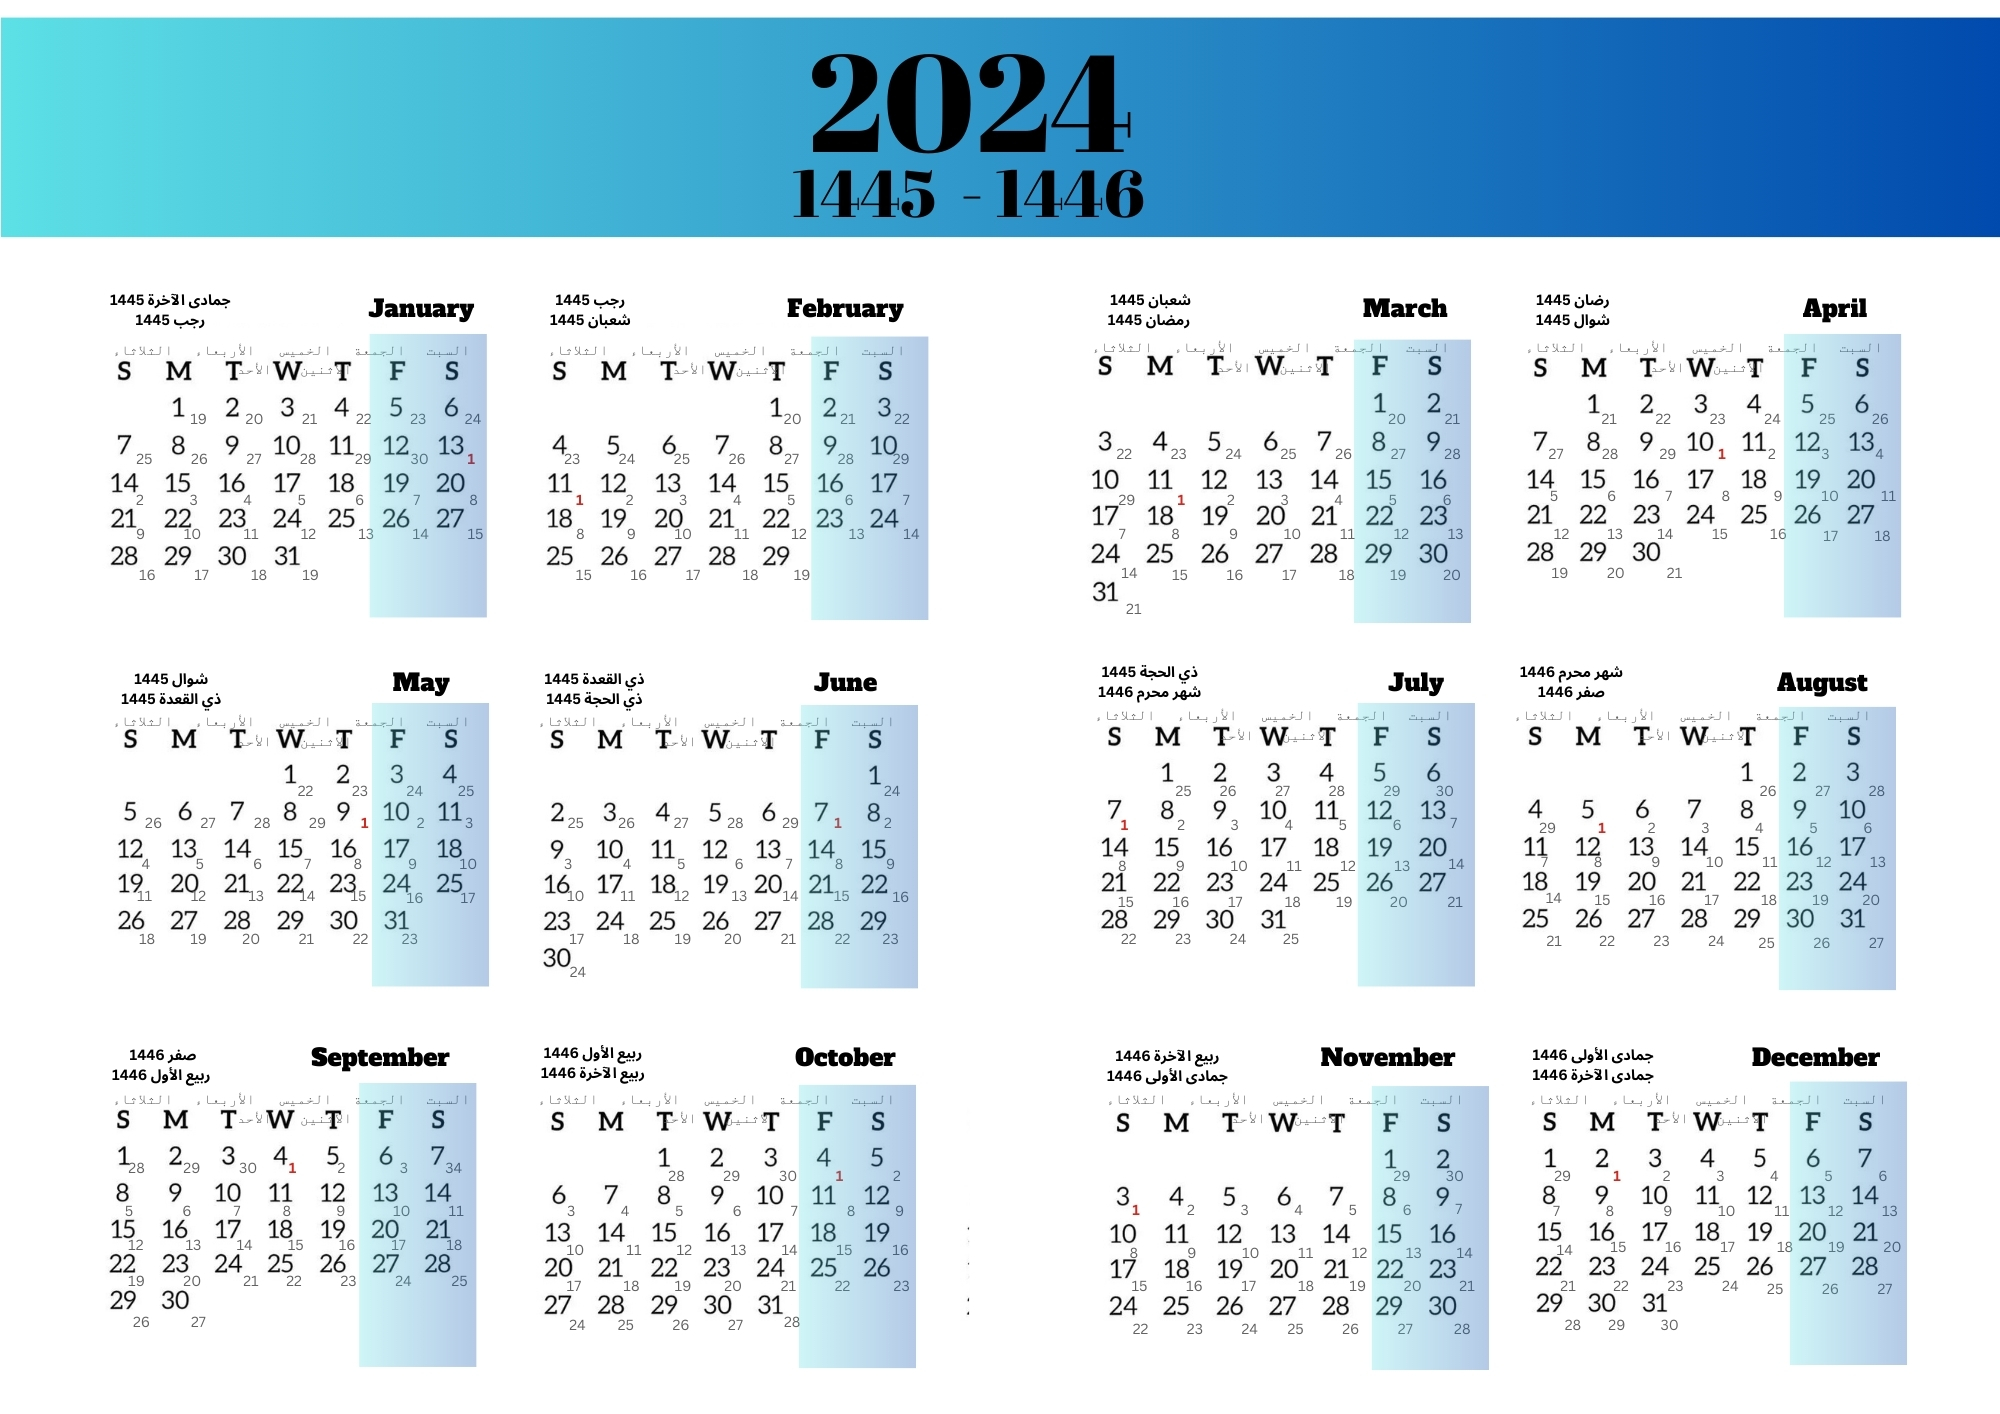 2024
1445 - 1446
جمادى الآخرة 1445
رجب 1445
January
السبت الجمعة الخميس الأربعاء الثلاثاء
الاثنين الأحد
S M T W T F S
1 2 3 4 5 6
19 20 21 22 23 24
7 8 9 10 11 12 13
25 26 27 28 29 30 1
14 15 16 17 18 19 20
2 3 4 5 6 7 8
21 22 23 24 25 26 27
9 10 11 12 13 14 15
28 29 30 31
16 17 18 19
رجب 1445
شعبان 1445
February
السبت الجمعة الخميس الأربعاء الثلاثاء
الاثنين الأحد
S M T W T F S
1 2 3
20 21 22
4 5 6 7 8 9 10
23 24 25 26 27 28 29
11 12 13 14 15 16 17
1 2 3 4 5 6 7
18 19 20 21 22 23 24
8 9 10 11 12 13 14
25 26 27 28 29
15 16 17 18 19
شعبان 1445
رمضان 1445
March
السبت الجمعة الخميس الأربعاء الثلاثاء
الاثنين الأحد
S M T W T F S
1 2
20 21
3 4 5 6 7 8 9
22 23 24 25 26 27 28
10 11 12 13 14 15 16
29 1 2 3 4 5 6
17 18 19 20 21 22 23
7 8 9 10 11 12 13
24 25 26 27 28 29 30
14 15 16 17 18 19 20
31
21
رضان 1445
شوال 1445
April
السبت الجمعة الخميس الأربعاء الثلاثاء
الاثنين الأحد
S M T W T F S
1 2 3 4 5 6
21 22 23 24 25 26
7 8 9 10 11 12 13
27 28 29 1 2 3 4
14 15 16 17 18 19 20
5 6 7 8 9 10 11
21 22 23 24 25 26 27
12 13 14 15 16 17 18
28 29 30
19 20 21
شوال 1445
ذي القعدة 1445
May
السبت الجمعة الخميس الأربعاء الثلاثاء
الاثنين الأحد
S M T W T F S
1 2 3 4
22 23 24 25
5 6 7 8 9 10 11
26 27 28 29 1 2 3
12 13 14 15 16 17 18
4 5 6 7 8 9 10
19 20 21 22 23 24 25
11 12 13 14 15 16 17
26 27 28 29 30 31
18 19 20 21 22 23
ذي القعدة 1445
ذي الحجة 1445
June
السبت الجمعة الخميس الأربعاء الثلاثاء
الاثنين الأحد
S M T W T F S
1
24
2 3 4 5 6 7 8
25 26 27 28 29 1 2
9 10 11 12 13 14 15
3 4 5 6 7 8 9
16 17 18 19 20 21 22
10 11 12 13 14 15 16
23 24 25 26 27 28 29
17 18 19 20 21 22 23
30
24
ذي الحجة 1445
شهر محرم 1446
July
السبت الجمعة الخميس الأربعاء الثلاثاء
الاثنين الأحد
S M T W T F S
1 2 3 4 5 6
25 26 27 28 29 30
7 8 9 10 11 12 13
1 2 3 4 5 6 7
14 15 16 17 18 19 20
8 9 10 11 12 13 14
21 22 23 24 25 26 27
15 16 17 18 19 20 21
28 29 30 31
22 23 24 25
شهر محرم 1446
صفر 1446
August
السبت الجمعة الخميس الأربعاء الثلاثاء
الاثنين الأحد
S M T W T F S
1 2 3
26 27 28
4 5 6 7 8 9 10
29 1 2 3 4 5 6
11 12 13 14 15 16 17
7 8 9 10 11 12 13
18 19 20 21 22 23 24
14 15 16 17 18 19 20
25 26 27 28 29 30 31
21 22 23 24 25 26 27
صفر 1446
ربيع الأول 1446
September
السبت الجمعة الخميس الأربعاء الثلاثاء
الاثنين الأحد
S M T W T F S
1 2 3 4 5 6 7
28 29 30 1 2 3 34
8 9 10 11 12 13 14
5 6 7 8 9 10 11
15 16 17 18 19 20 21
12 13 14 15 16 17 18
22 23 24 25 26 27 28
19 20 21 22 23 24 25
29 30
26 27
ربيع الأول 1446
ربيع الآخرة 1446
October
السبت الجمعة الخميس الأربعاء الثلاثاء
الاثنين الأحد
S M T W T F S
1 2 3 4 5
28 29 30 1 2
6 7 8 9 10 11 12
3 4 5 6 7 8 9
13 14 15 16 17 18 19
10 11 12 13 14 15 16
20 21 22 23 24 25 26
17 18 19 20 21 22 23
27 28 29 30 31
24 25 26 27 28
ربيع الآخرة 1446
جمادى الأولى 1446
November
السبت الجمعة الخميس الأربعاء الثلاثاء
الاثنين الأحد
S M T W T F S
1 2
29 30
3 4 5 6 7 8 9
1 2 3 4 5 6 7
10 11 12 13 14 15 16
8 9 10 11 12 13 14
17 18 19 20 21 22 23
15 16 17 18 19 20 21
24 25 26 27 28 29 30
22 23 24 25 26 27 28
جمادى الأولى 1446
جمادى الآخرة 1446
December
السبت الجمعة الخميس الأربعاء الثلاثاء
الاثنين الأحد
S M T W T F S
1 2 3 4 5 6 7
29 1 2 3 4 5 6
8 9 10 11 12 13 14
7 8 9 10 11 12 13
15 16 17 18 19 20 21
14 15 16 17 18 19 20
22 23 24 25 26 27 28
21 22 23 24 25 26 27
29 30 31
28 29 30